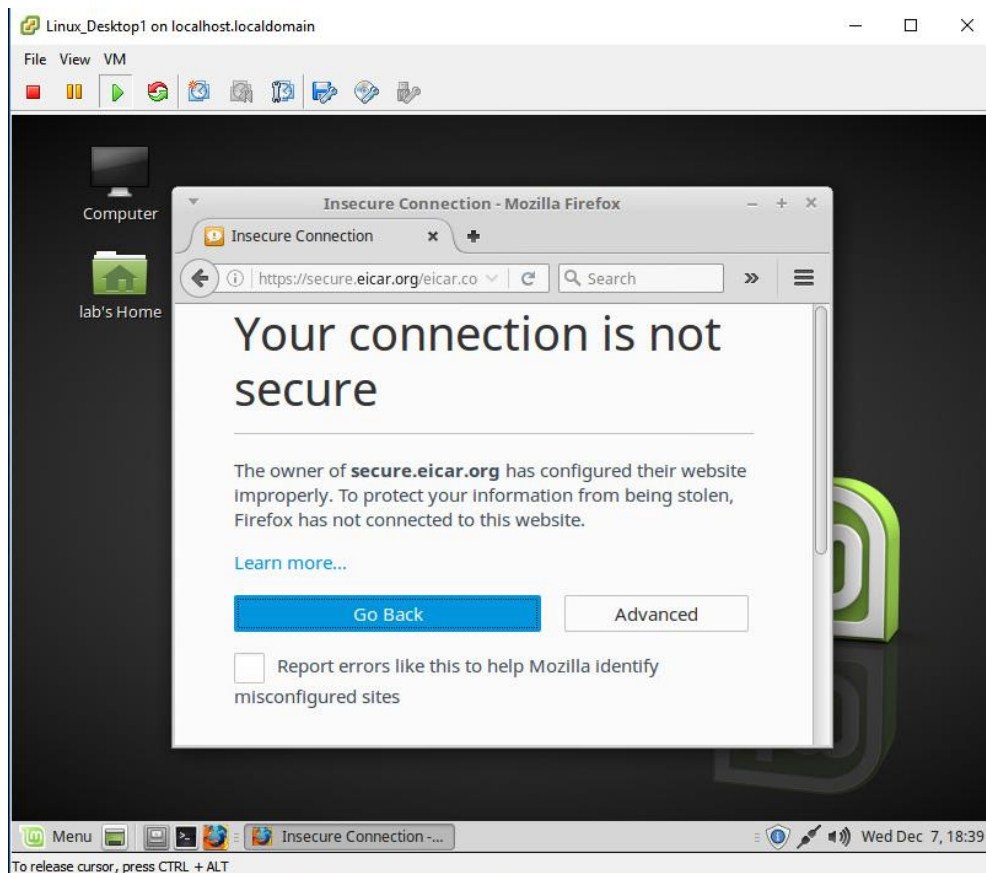 Linux_Desktop1 on localhost.localdomain
File View VM
Computer
lab's Home
Insecure Connection - Mozilla Firefox
Insecure Connection
https://secure.eicar.org/eicar.co
Search
Your connection is not
secure
The owner of secure.eicar.org has configured their website
improperly. To protect your information from being stolen,
Firefox has not connected to this website.
Learn more...
Go Back Advanced
Report errors like this to help Mozilla identify
misconfigured sites
Menu
Insecure Connection -...
Wed Dec 7, 18:39
To release cursor, press CTRL + ALT